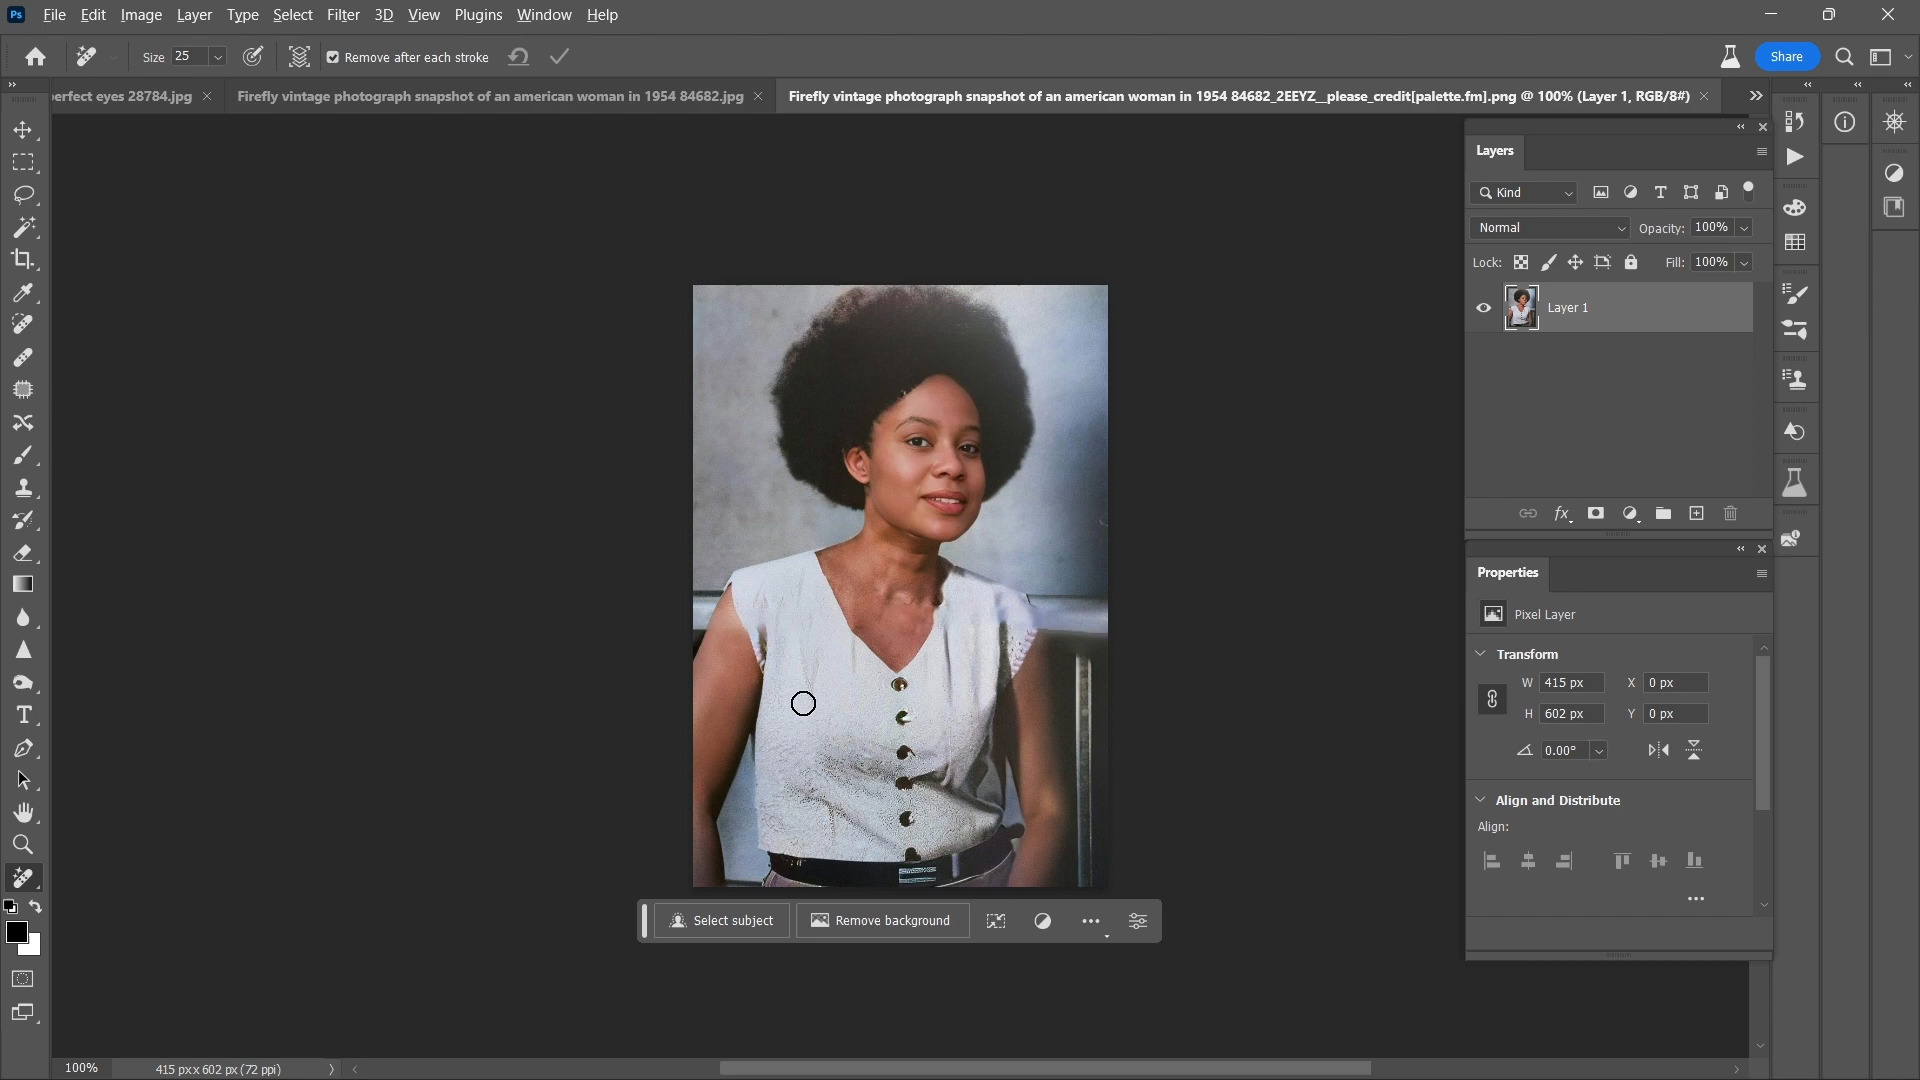 Ps File Edit Image Layer Type Select Filter 3D View Plugins Window Help
Size 25 Remove after each stroke Share
erfect eyes 28784.jpg Firefly vintage photograph snapshot of an american woman in 1954 84682.jpg Firefly vintage photograph snapshot of an american woman in 1954 84682_2EEYZ__please_credit[palette.fm].png @ 100% (Layer 1, RGB/8#)
Layers
Kind
Normal Opacity: 100%
Lock: Fill: 100%
Layer 1
fx
Properties
Pixel Layer
Transform
W 415 px X 0 px
H 602 px Y 0 px
0.00°
Align and Distribute
Align:
Select subject Remove background
100% 415 px x 602 px (72 ppi)